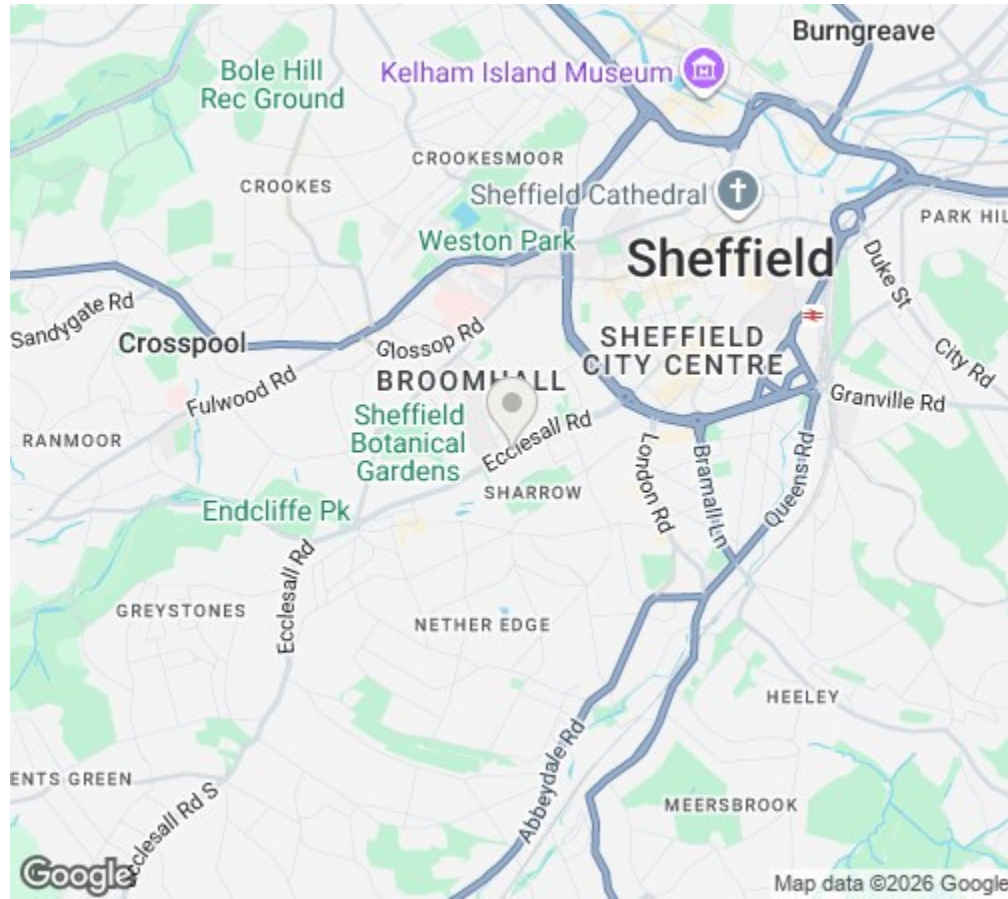 Burngreave
Bole Hill
Rec Ground
Kelham Island Museum
CROOKESMOOR
CROOKES
Sheffield Cathedral
PARK HIL
Weston Park
Sheffield
Duke St
Sandygate Rd
Crosspool
Glossop Rd
SHEFFIELD
CITY CENTRE
City Rd
Fulwood Rd
BROOMHALL
Granville Rd
Sheffield
Botanical
Gardens
Ecclesall Rd
RANMOOR
London Rd
Bramall Ln
Queens Rd
SHARROW
Endcliffe Pk
Ecclesall Rd
GREYSTONES
NETHER EDGE
HEELEY
Abbeydale Rd
ENTS GREEN
Ecclesall Rd S
MEERSBROOK
Google
Map data ©2026 Google